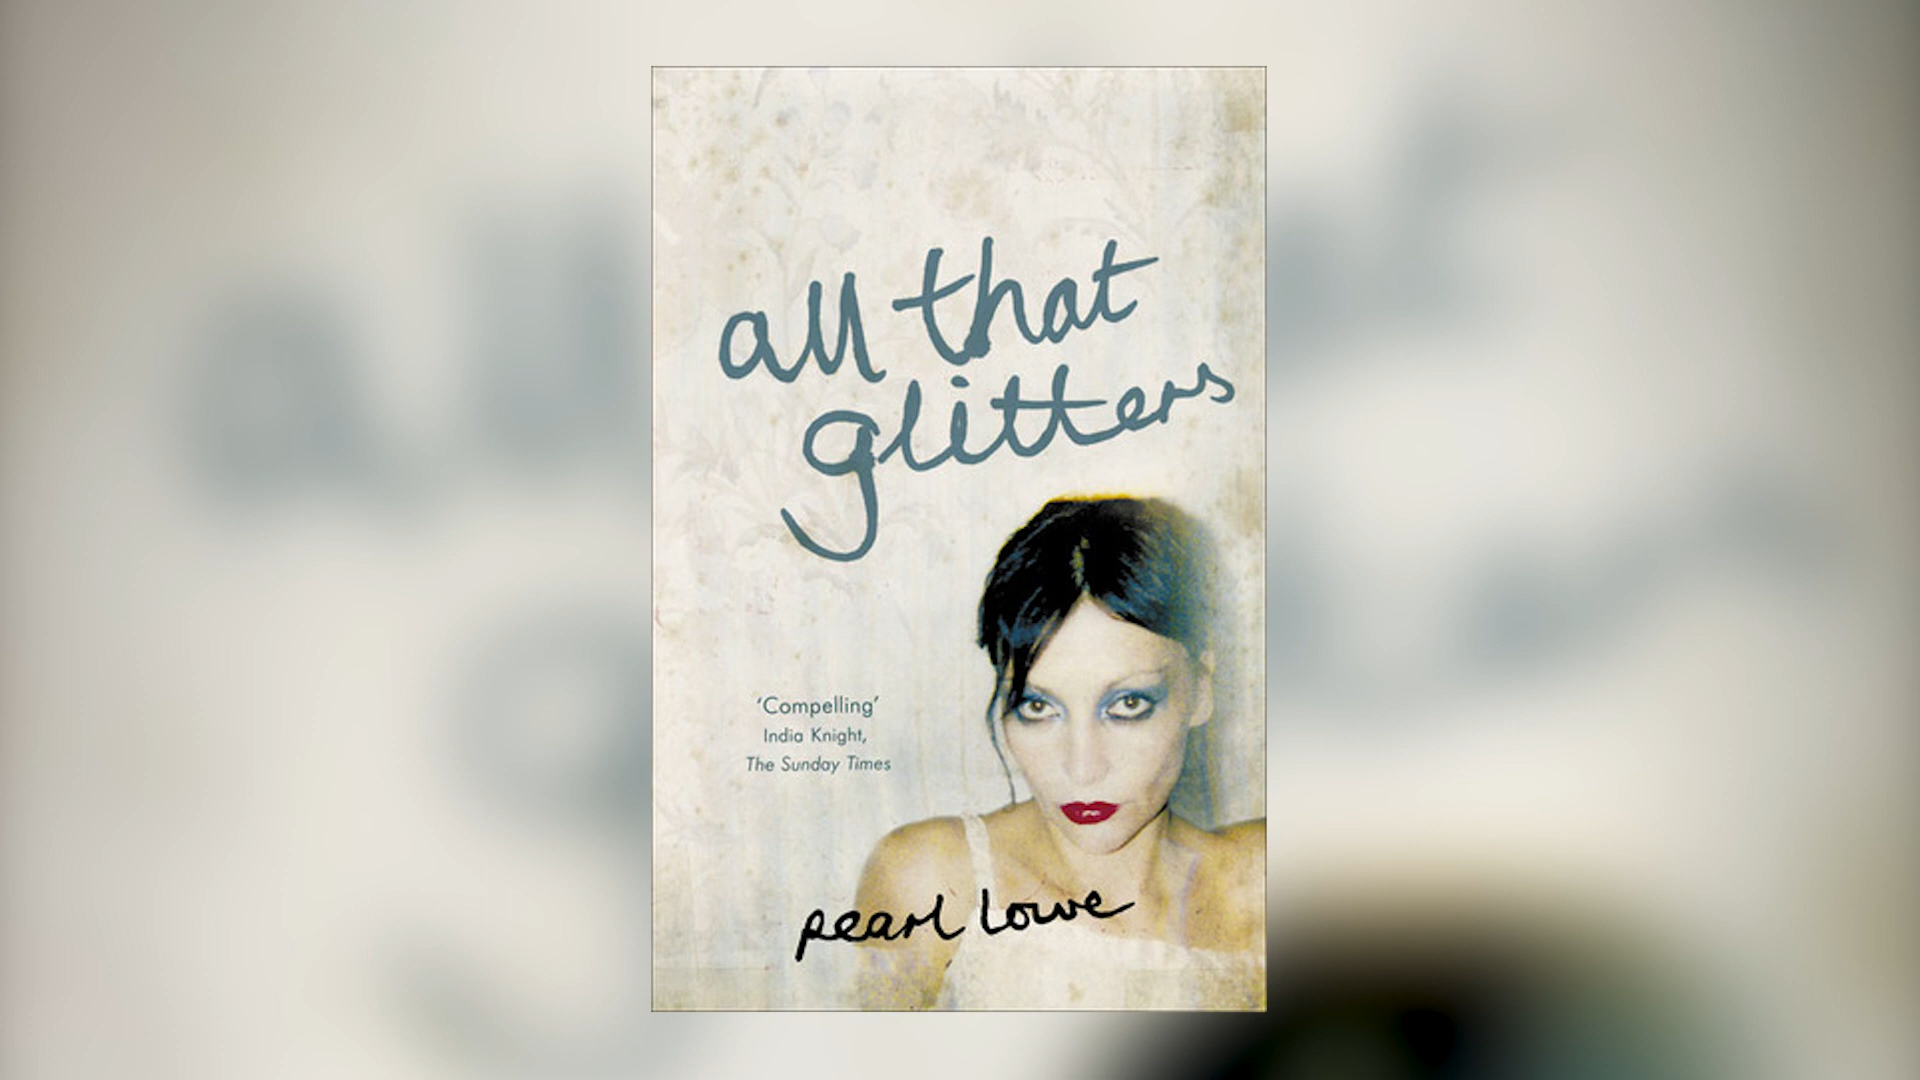 all that
glitters
‘Compelling’
India Knight,
The Sunday Times
pearl lowe